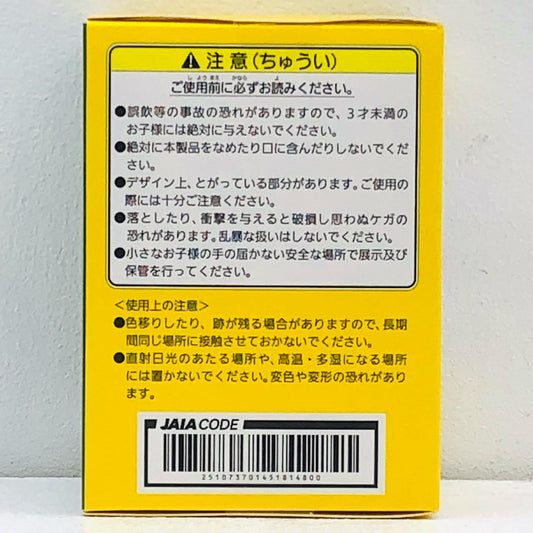 ⚠注意(ちゅうい)
ご使用前に必ずお読みください。
●誤飲等の事故の恐れがありますので、3才未満の
お子様には絶対に与えないでください。
●絶対に本製品をなめたり口に含んだりしないでくだ
さい。
●デザイン上、とがっている部分があります。ご使用
の際には十分ご注意ください。
●落としたり、衝撃を与えると破損し思わぬケガの
恐れがあります。乱暴な扱いはしないでください。
●小さなお子様の手の届かない安全な場所で展示及び
保管を行ってください。
<使用上の注意>
●色移りしたり、跡が残る場合がありますので、長期
間同じ場所に接触させておかないでください。
●直射日光のあたる場所や、高温・多湿になる場所
には置かないでください。変色や変形の恐れがあり
ます。
JAIA CODE
251073701451814800